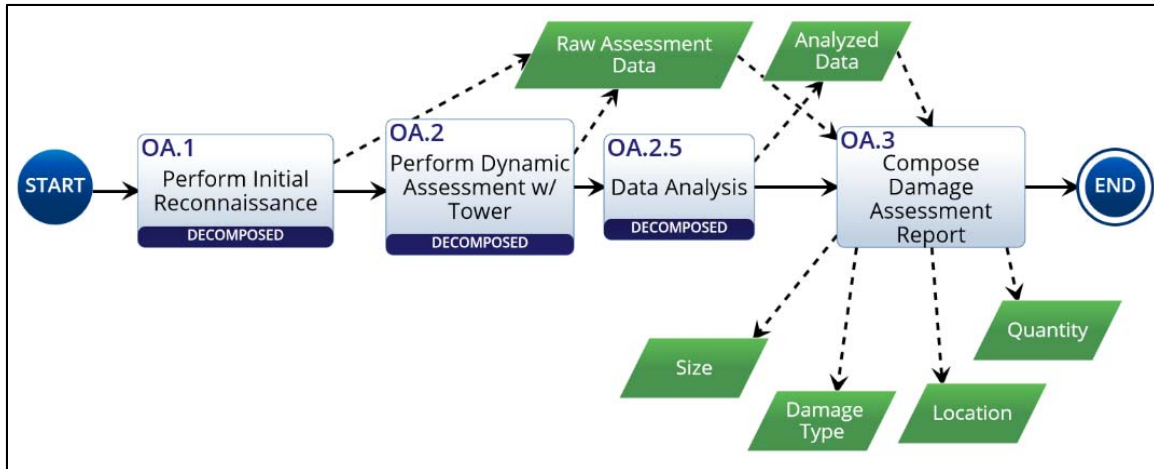 Raw Assessment
Data
Analyzed
Data
START
OA.1
Perform Initial
Reconnaissance
DECOMPOSED
OA.2
Perform Dynamic
Assessment w/
Tower
DECOMPOSED
OA.2.5
Data Analysis
DECOMPOSED
OA.3
Compose
Damage
Assessment
Report
END
Size
Damage
Type
Location
Quantity